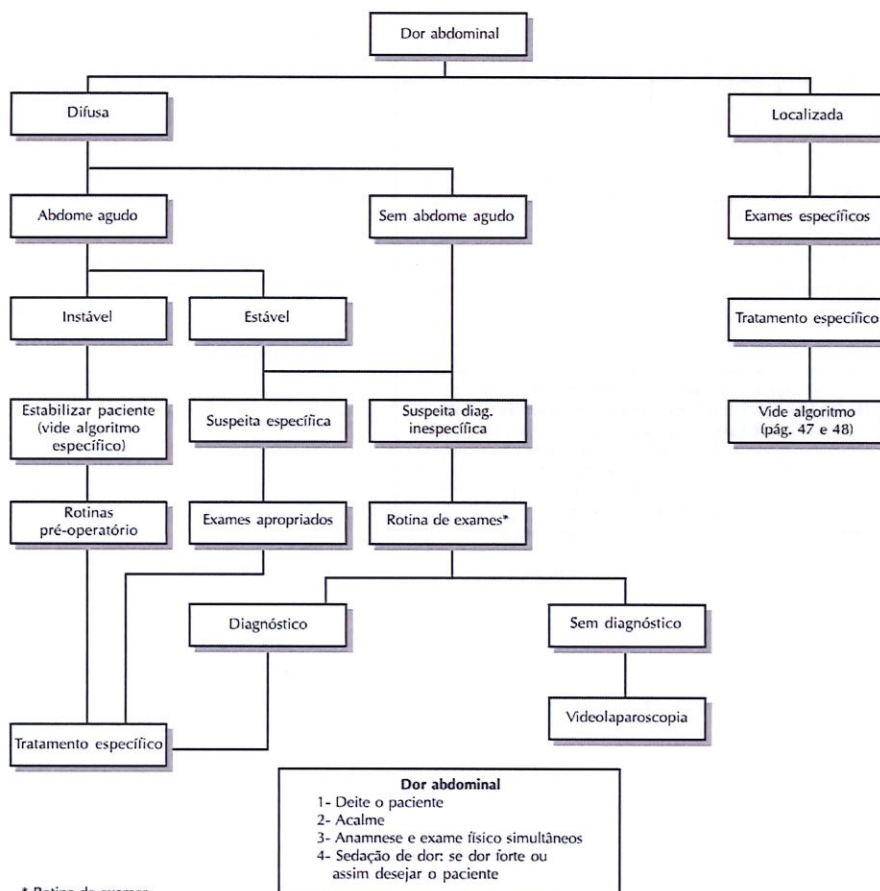 Dor abdominal
Difusa
Localizada
Abdome agudo
Sem abdome agudo
Exames específicos
Instável
Estável
Tratamento específico
Estabilizar paciente
(vide algoritmo
específico)
Suspeita específica
Suspeita diag.
inespecífica
Vide algoritmo
(pág. 47 e 48)
Rotinas
pré-operatório
Exames apropriados
Rotina de exames*
Diagnóstico
Sem diagnóstico
Videolaparoscopia
Tratamento específico
Dor abdominal
1- Deite o paciente
2- Acalme
3- Anamnese e exame físico simultâneos
4- Sedação de dor: se dor forte ou
assim desejar o paciente
* Rotina de exames